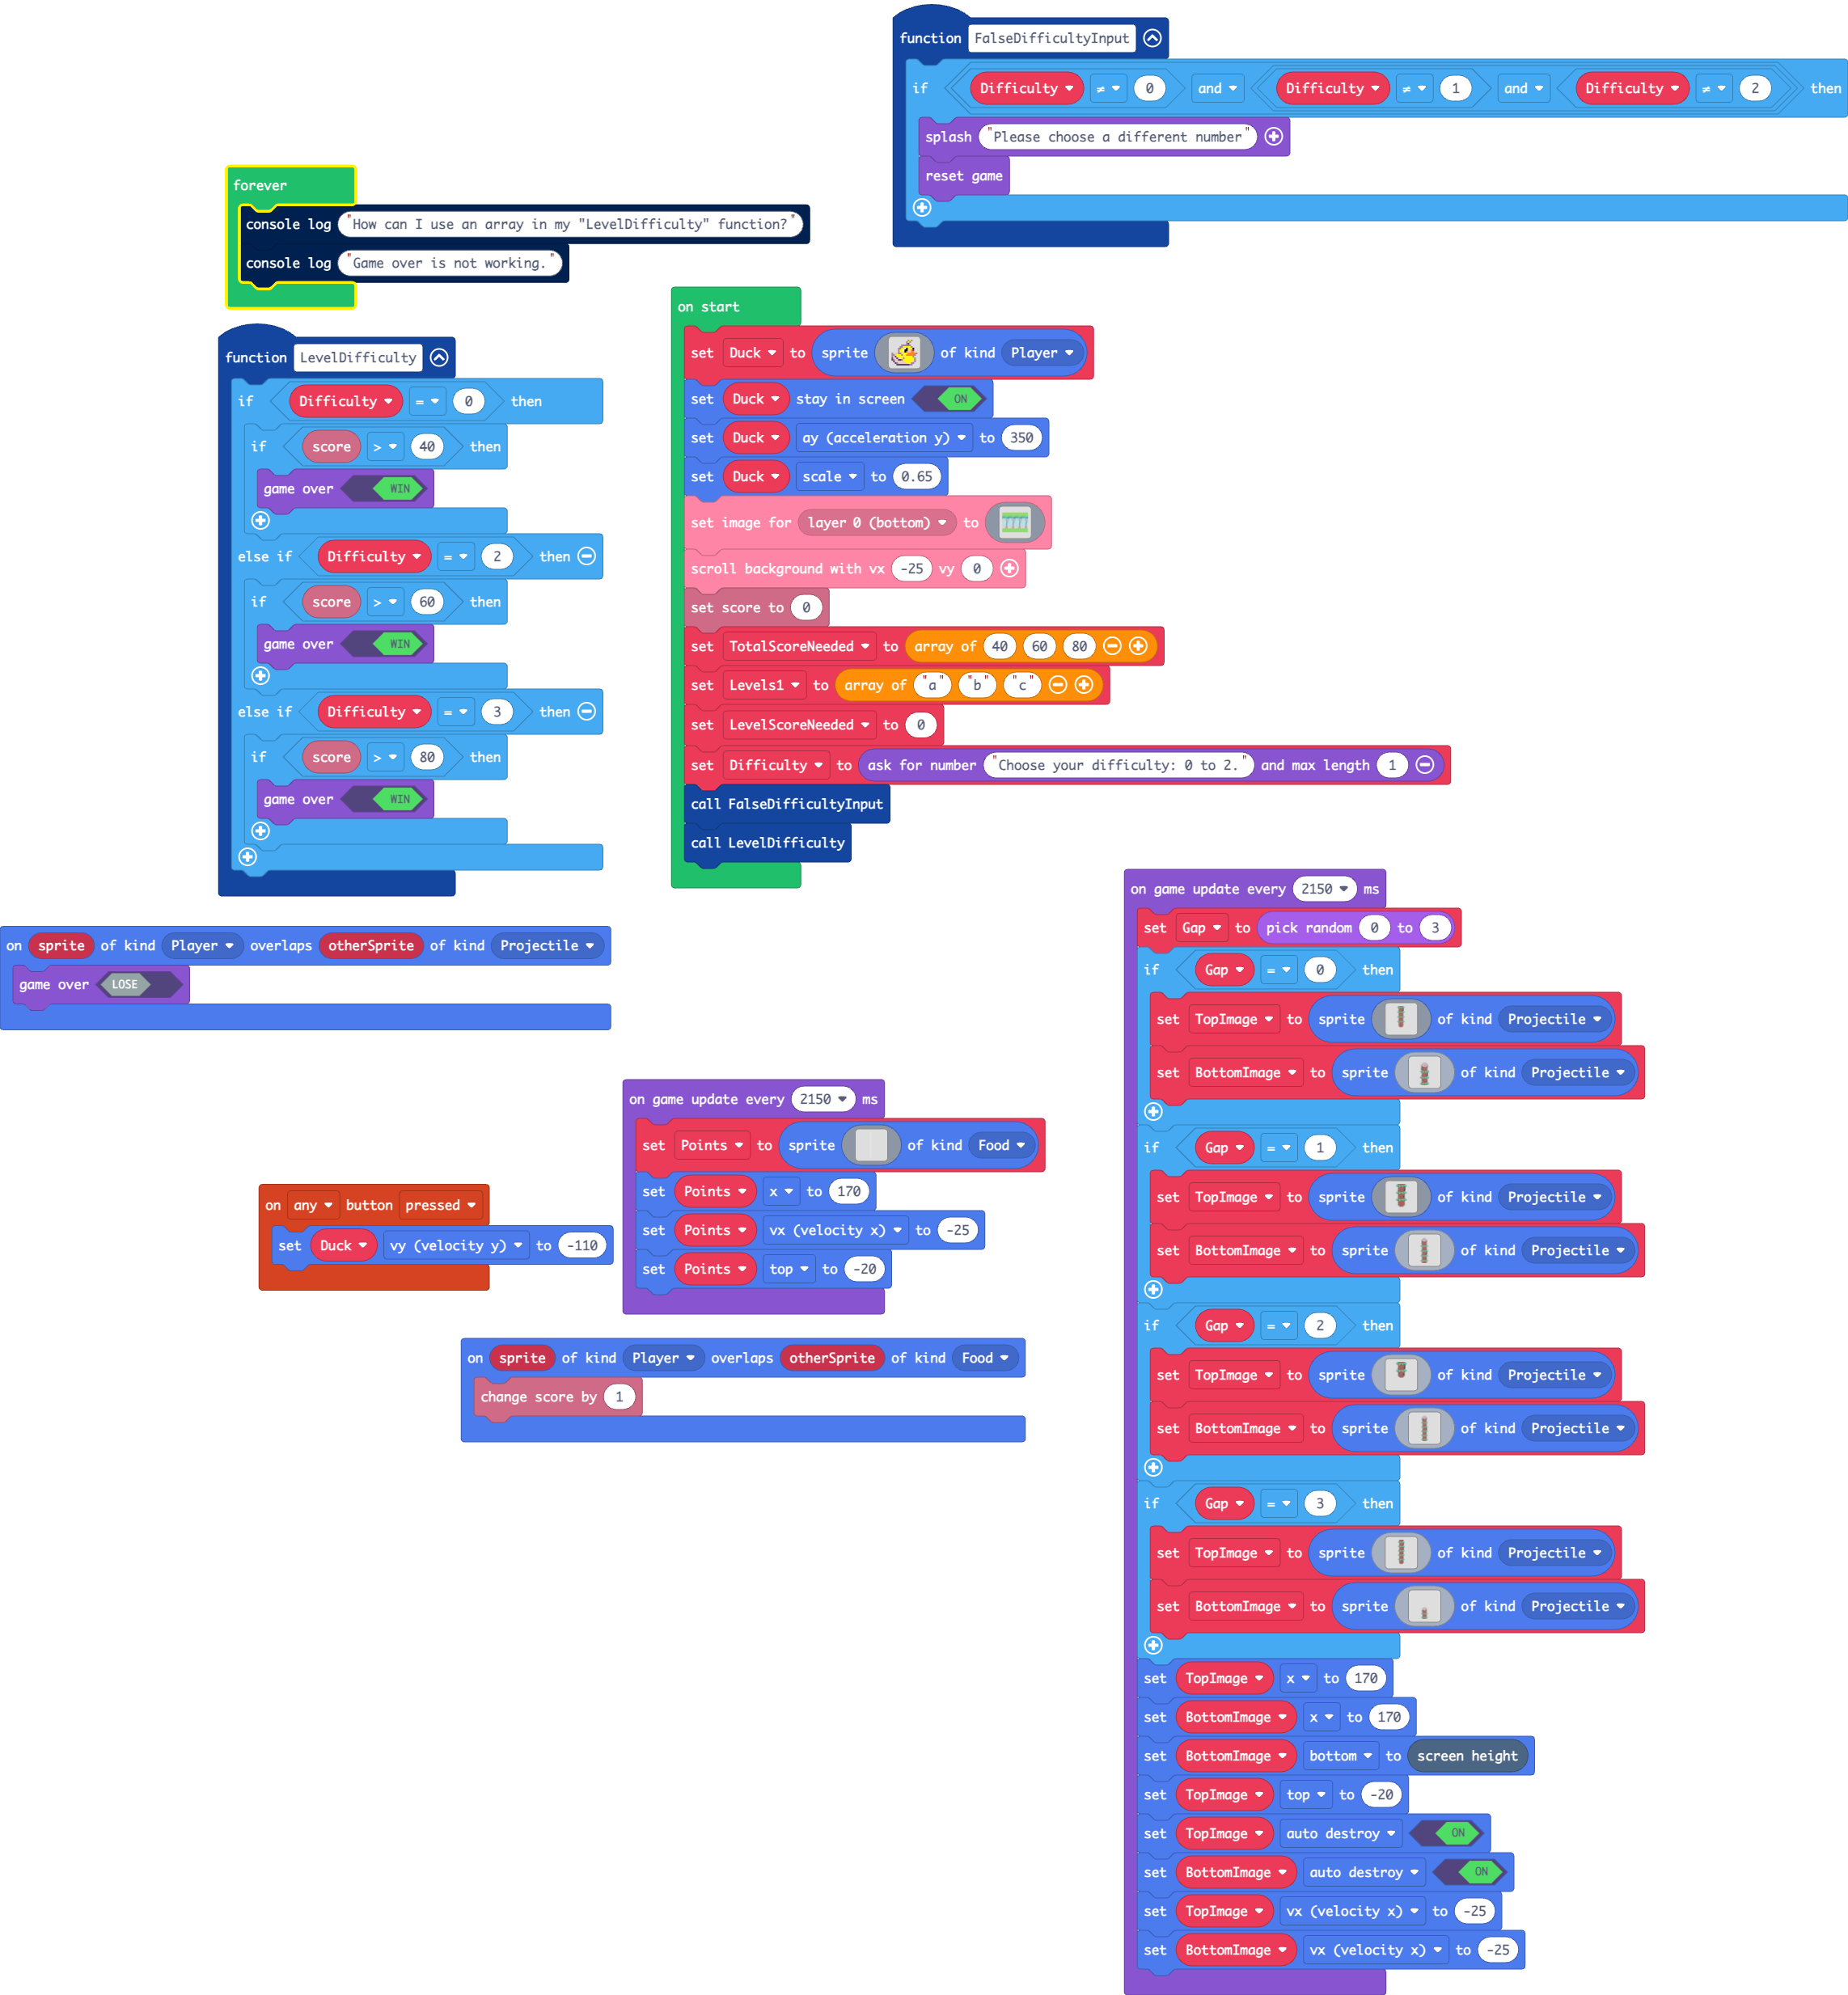 function FalseDifficultyInput
if Difficulty ≠ 0 and Difficulty ≠ 1 and Difficulty ≠ 2 then
splash "Please choose a different number"
reset game
forever
console log "How can I use an array in my "LevelDifficulty" function?"
console log "Game over is not working."
function LevelDifficulty
if Difficulty = 0 then
if score > 40 then
game over WIN
else if Difficulty = 2 then
if score > 60 then
game over WIN
else if Difficulty = 3 then
if score > 80 then
game over WIN
on start
set Duck to sprite of kind Player
set Duck stay in screen ON
set Duck ay (acceleration y) to 350
set Duck scale to 0.65
set image for layer 0 (bottom) to
scroll background with vx -25 vy 0
set score to 0
set TotalScoreNeeded to array of 40 60 80
set Levels1 to array of "a" "b" "c"
set LevelScoreNeeded to 0
set Difficulty to ask for number "Choose your difficulty: 0 to 2." and max length 1
call FalseDifficultyInput
call LevelDifficulty
on sprite of kind Player overlaps otherSprite of kind Projectile
game over LOSE
on any button pressed
set Duck vy (velocity y) to -110
on game update every 2150 ms
set Points to sprite of kind Food
set Points x to 170
set Points vx (velocity x) to -25
set Points top to -20
on sprite of kind Player overlaps otherSprite of kind Food
change score by 1
on game update every 2150 ms
set Gap to pick random 0 to 3
if Gap = 0 then
set TopImage to sprite of kind Projectile
set BottomImage to sprite of kind Projectile
if Gap = 1 then
set TopImage to sprite of kind Projectile
set BottomImage to sprite of kind Projectile
if Gap = 2 then
set TopImage to sprite of kind Projectile
set BottomImage to sprite of kind Projectile
if Gap = 3 then
set TopImage to sprite of kind Projectile
set BottomImage to sprite of kind Projectile
set TopImage x to 170
set BottomImage x to 170
set BottomImage bottom to screen height
set TopImage top to -20
set TopImage auto destroy ON
set BottomImage auto destroy ON
set TopImage vx (velocity x) to -25
set BottomImage vx (velocity x) to -25